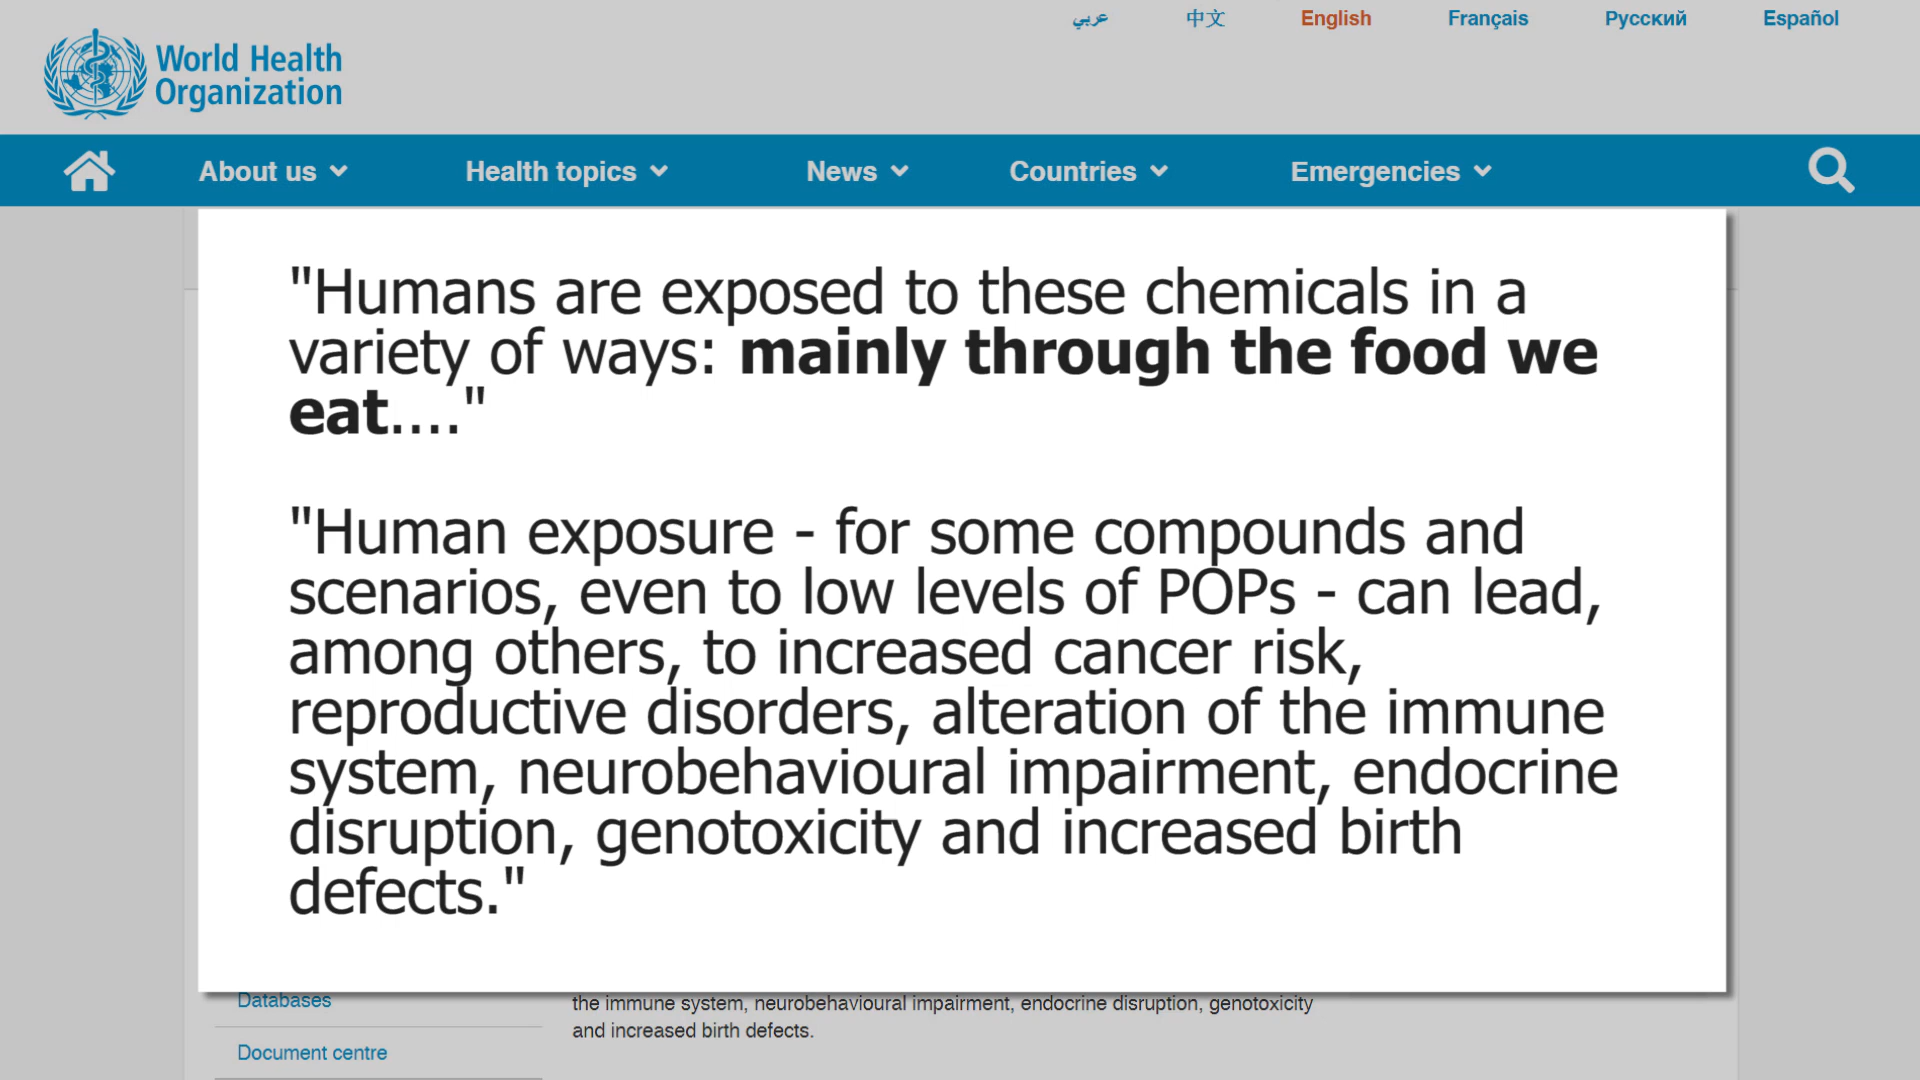 عربي
中文
English
Français
Русский
Español
World Health
Organization
About us
Health topics
News
Countries
Emergencies
"Humans are exposed to these chemicals in a
variety of ways: mainly through the food we
eat...."
"Human exposure - for some compounds and
scenarios, even to low levels of POPs - can lead,
among others, to increased cancer risk,
reproductive disorders, alteration of the immune
system, neurobehavioural impairment, endocrine
disruption, genotoxicity and increased birth
defects."
Databases
the immune system, neurobehavioural impairment, endocrine disruption, genotoxicity
and increased birth defects.
Document centre